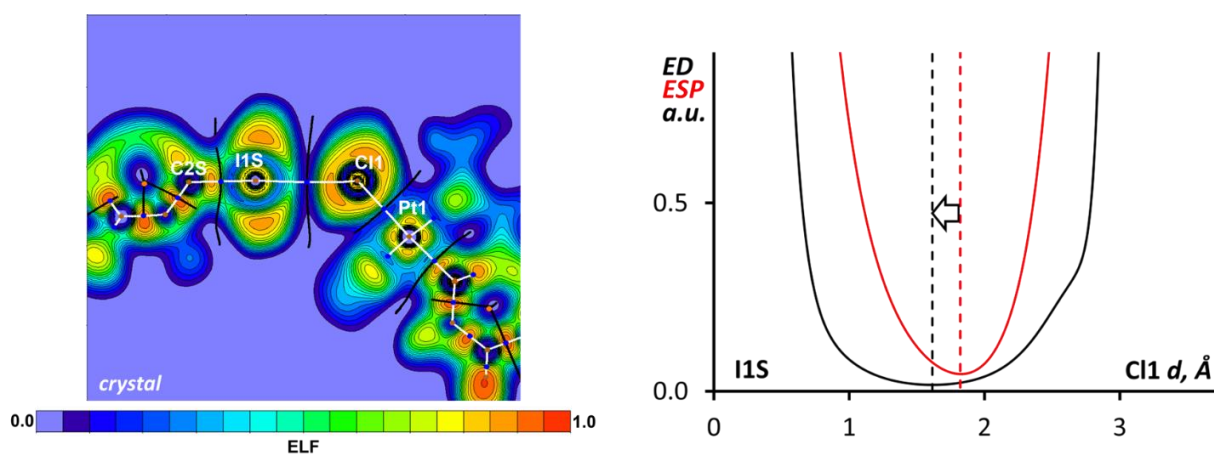 C2S I1S Cl1
Pt1
crystal
0.0 1.0
ELF
ED
ESP
a.u.
0.5
0.0
I1S Cl1 d, Å
0 1 2 3